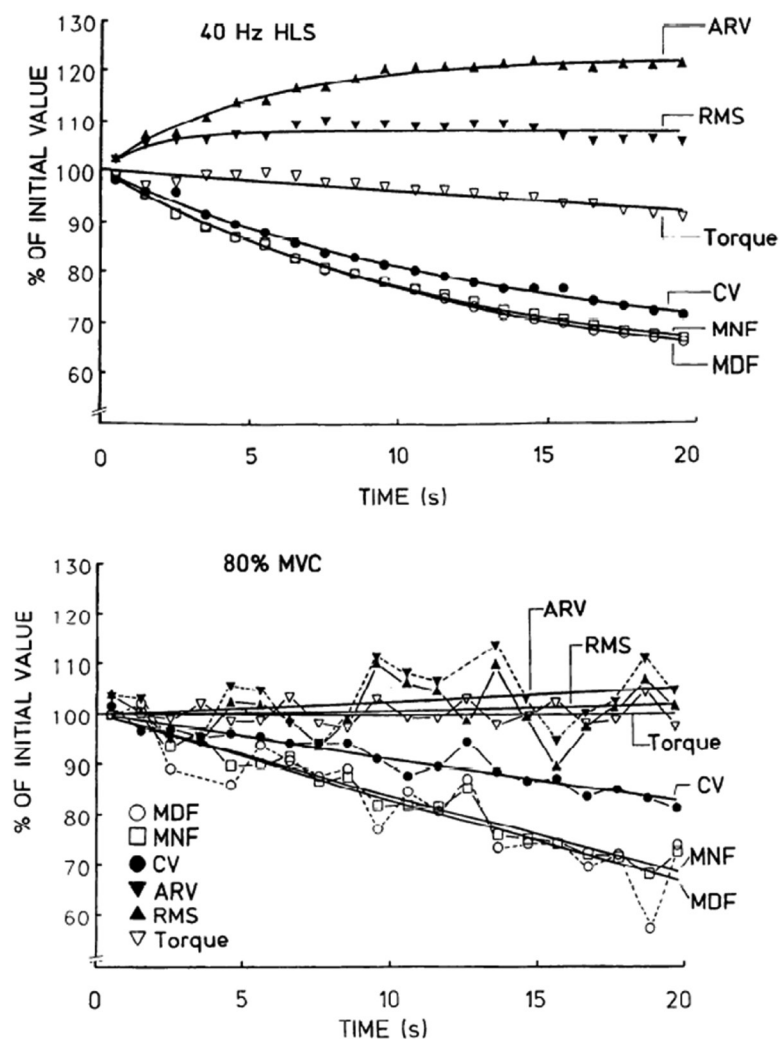 130
40 Hz HLS
ARV
120
RMS
110
100
90
Torque
80
CV
70
MNF
60
MDF
% OF INITIAL VALUE
0 5 10 15 20
TIME (s)
130
80% MVC
120
ARV
110
RMS
100
Torque
90
CV
80
70
60
% OF INITIAL VALUE
MDF
MNF
CV
ARV
RMS
Torque
MNF
MDF
0 5 10 15 20
TIME (s)